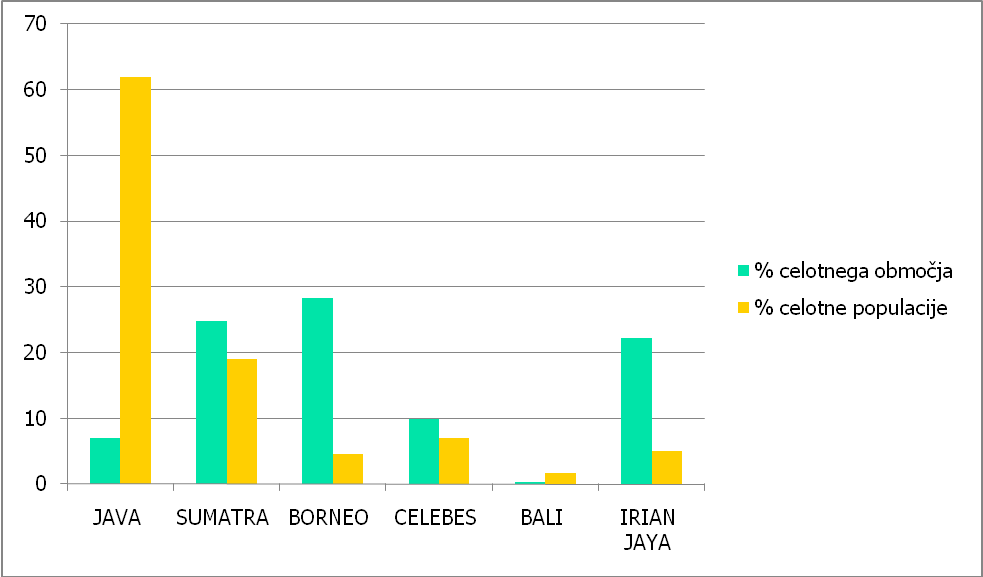 70
60
50
40
30
20
10
0
JAVA
SUMATRA
BORNEO
CELEBES
BALI
IRIAN
JAYA
% celotnega območja
% celotne populacije